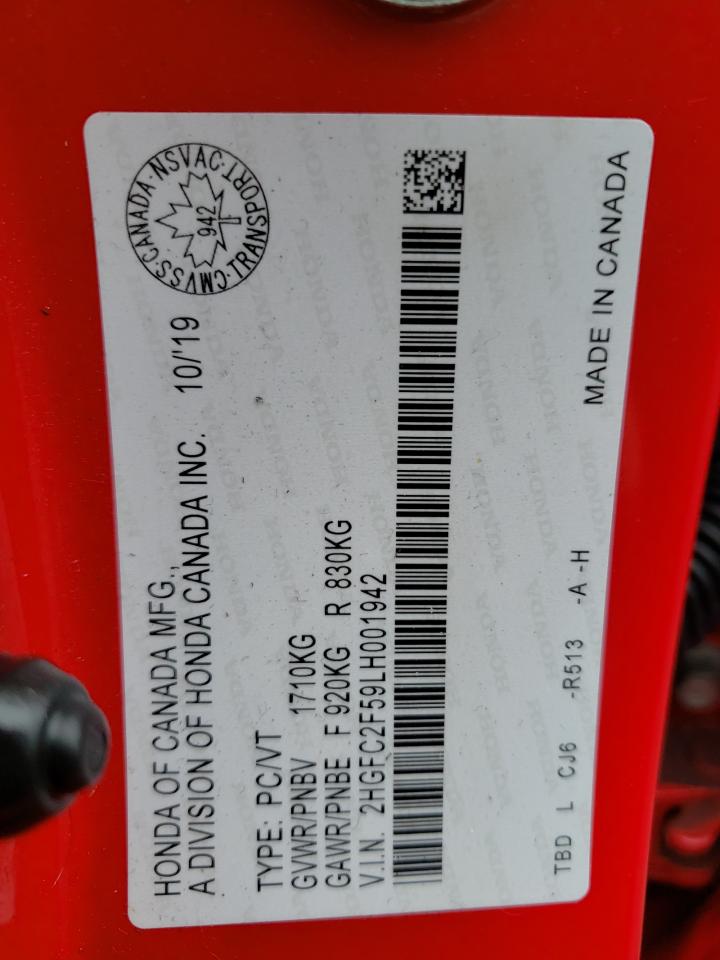 HONDA OF CANADA MFG.,
A DIVISION OF HONDA CANADA INC. 10/'19
TYPE: PC/VT
GVWR/PNBV 1710KG
GAWR/PNBE F 920KG R 830KG
V.I.N. 2HGFC2F59LH001942
TBD L CJ6 -R513 -A -H MADE IN CANADA
CMVSS·CANADA·NSVAC·TRANSPORT·
942